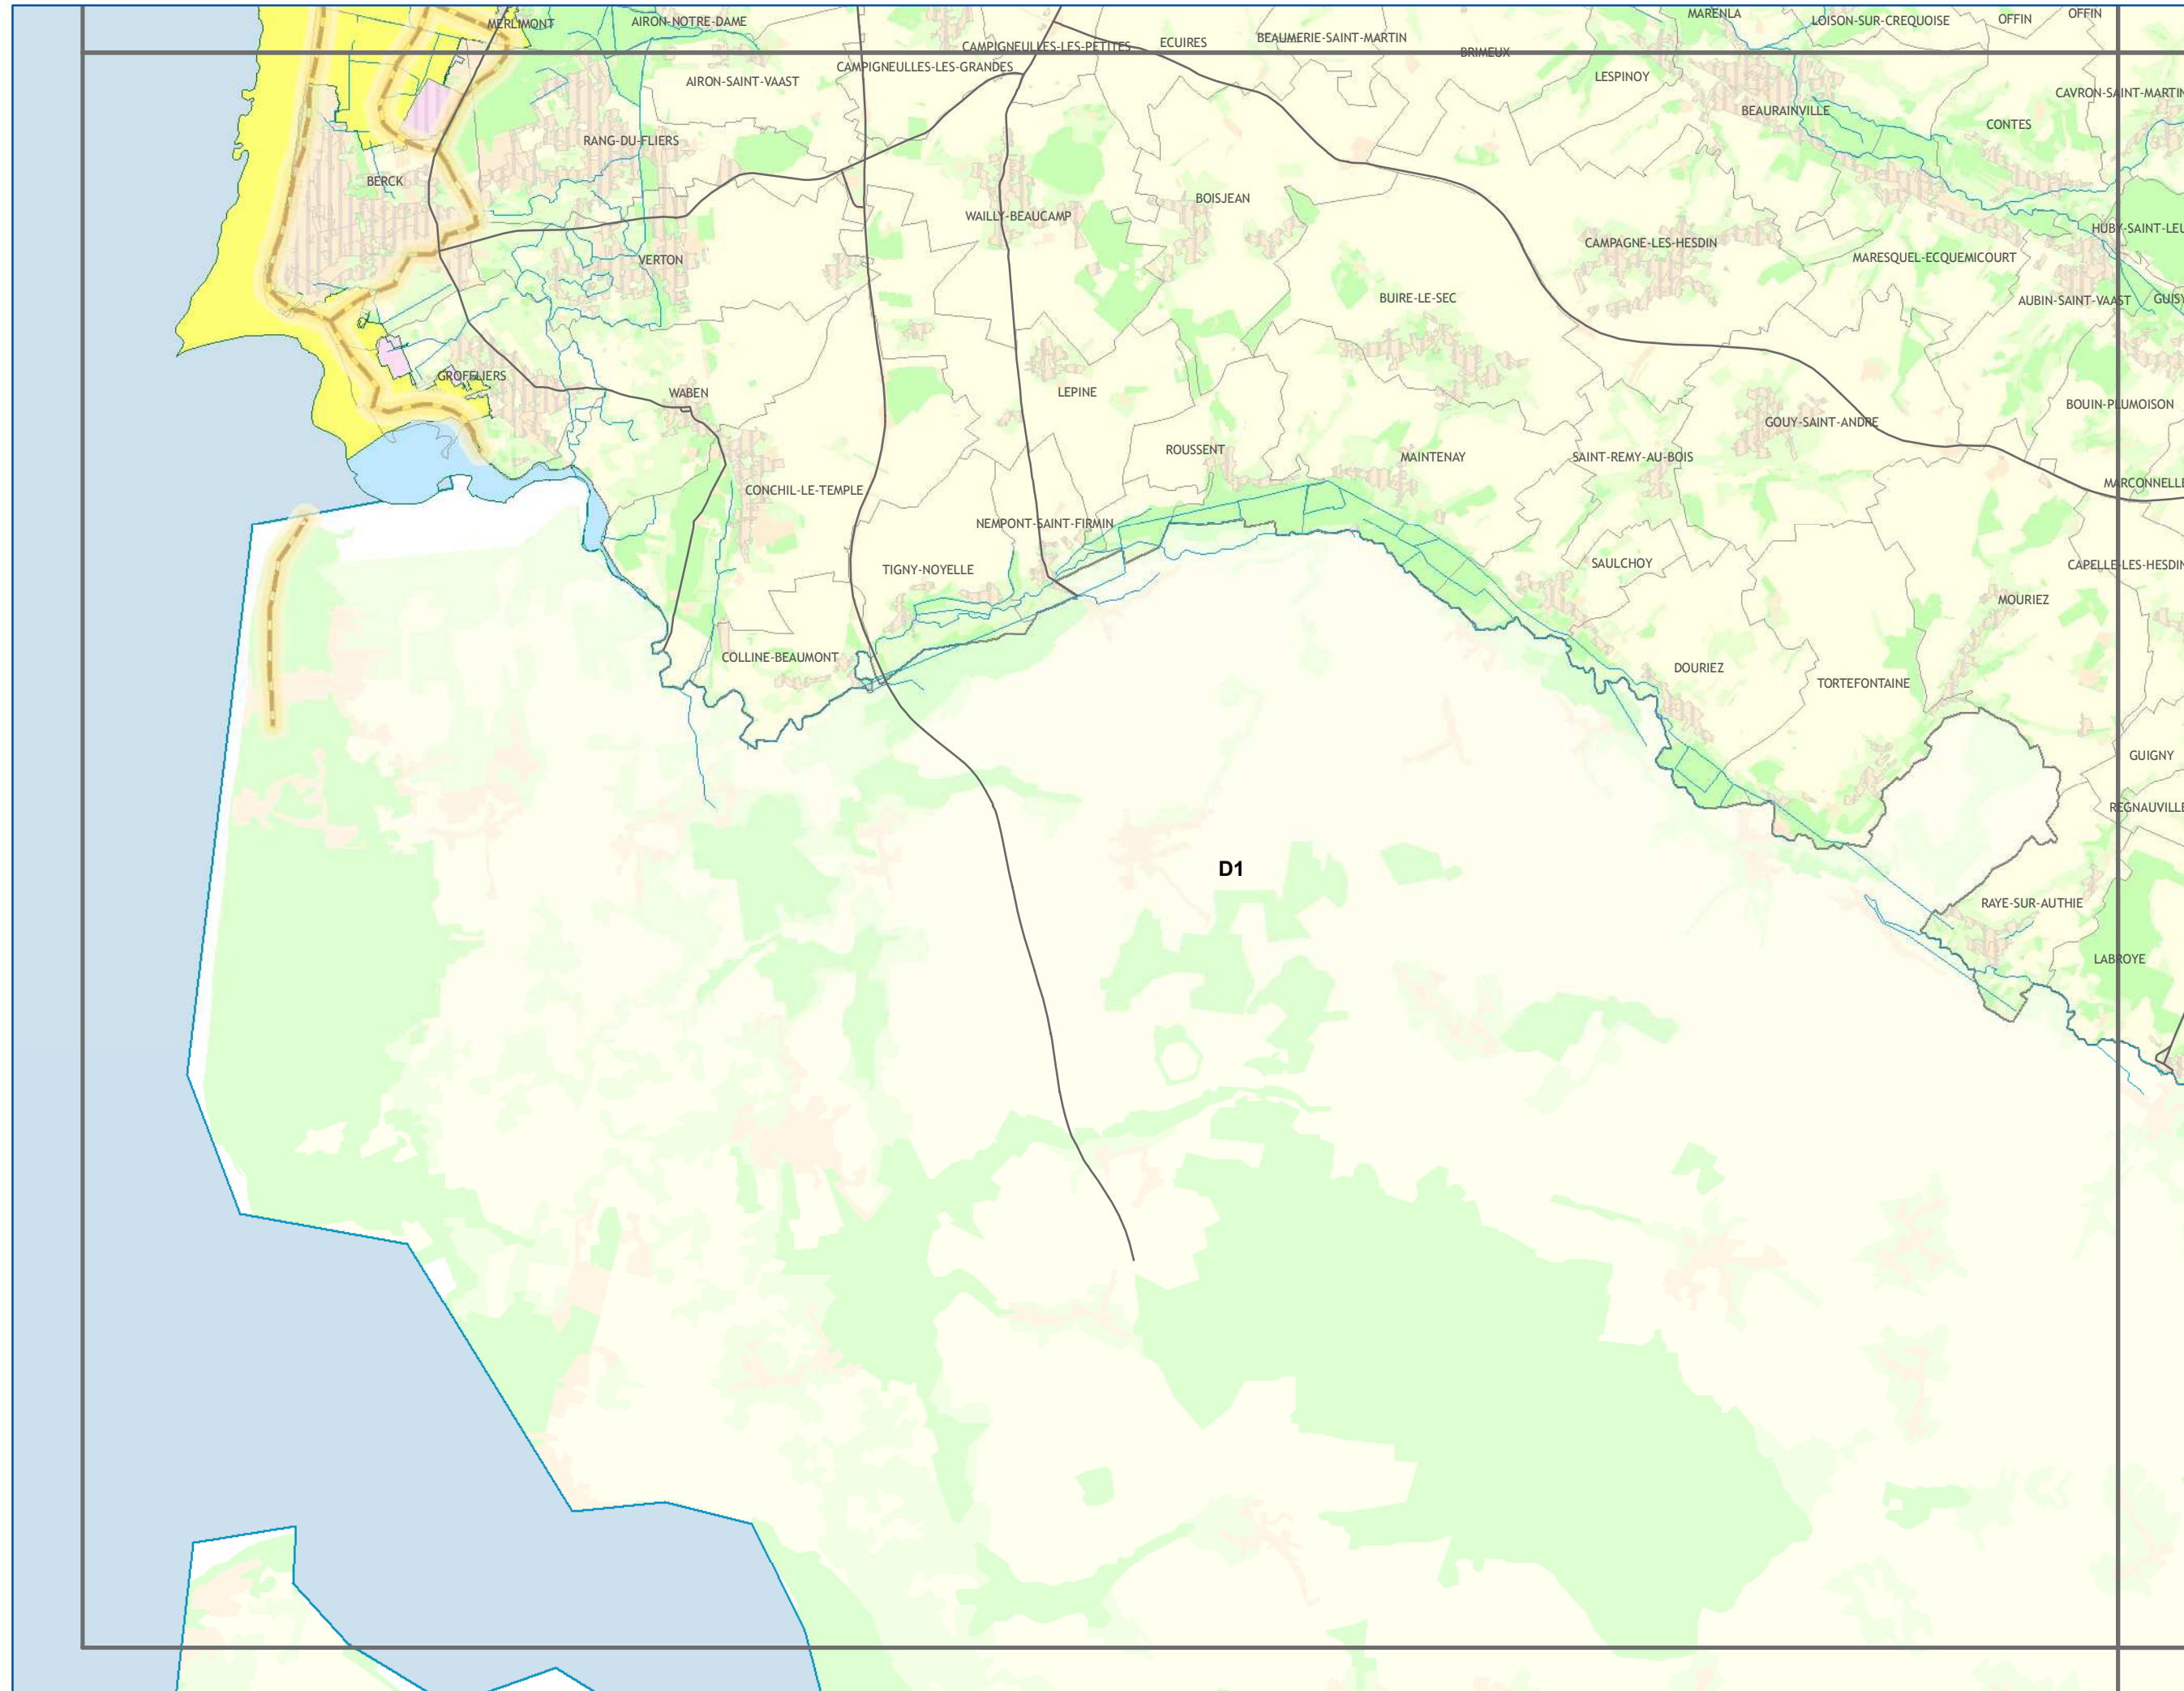 MERLIMONT
AIRON-NOTRE-DAME
MARENLA
LOISON-SUR-CREQUOISE
OFFIN
OFFIN
CAMPIGNEULLES-LES-PETITES
ECUIRES
BEAUMERIE-SAINT-MARTIN
BRIMEUX
CAMPIGNEULLES-LES-GRANDES
AIRON-SAINT-VAAST
LESPINOY
CAVRON-SAINT-MARTIN
BEAURAINVILLE
CONTES
RANG-DU-FLIERS
BERCK
BOISJEAN
WAILLY-BEAUCAMP
HUBY-SAINT-LEU
CAMPAGNE-LES-HESDIN
MARESQUEL-ECQUEMICOURT
VERTON
BUIRE-LE-SEC
AUBIN-SAINT-VAAST
GUISY
GROFFLIERS
WABEN
LEPINE
BOUIN-PLUMOISON
GOUY-SAINT-ANDRE
ROUSSENT
MAINTENAY
SAINT-REMY-AU-BOIS
MARCONNELLE
CONCHIL-LE-TEMPLE
NEMPONT-SAINT-FIRMIN
TIGNY-NOYELLE
SAULCHOY
CAPELLE-LES-HESDIN
MOURIEZ
COLLINE-BEAUMONT
DOURIEZ
TORTEFONTAINE
GUIGNY
REGNAUVILLE
D1
RAYE-SUR-AUTHIE
LABROYE